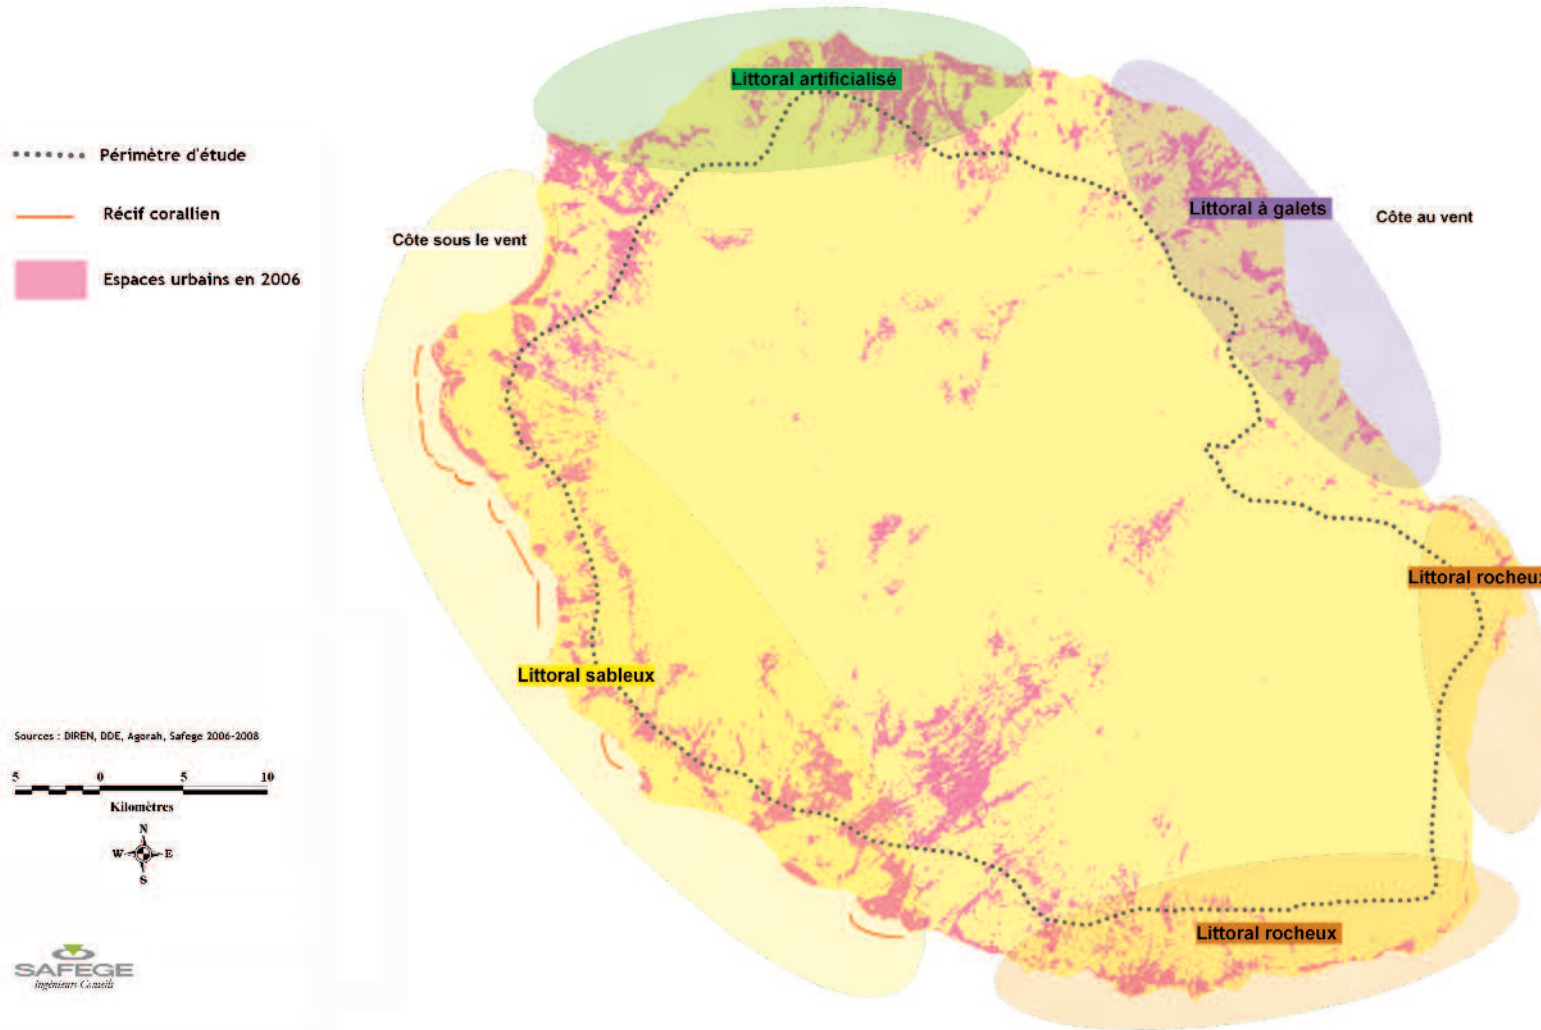 Littoral artificialisé
Périmètre d'étude
Récif corallien
Littoral à galets
Côte au vent
Côte sous le vent
Espaces urbains en 2006
Littoral rocheux
Littoral sableux
Sources : DIREN, DDE, Agorah, Safege 2006-2008
5 0 5 10
Kilomètres
N
W E
S
Littoral rocheux
SAFEGE
Ingénieurs Conseils